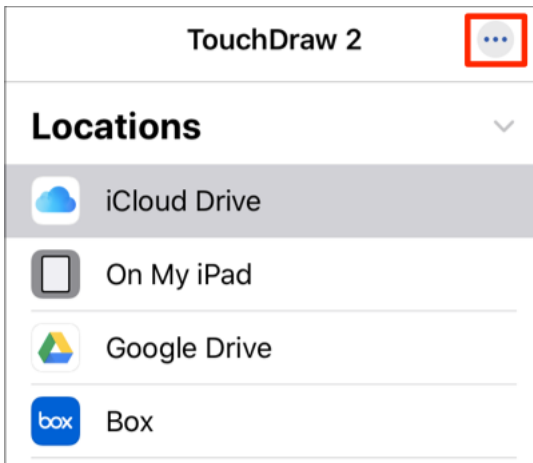 TouchDraw 2
Locations
iCloud Drive
On My iPad
Google Drive
box Box